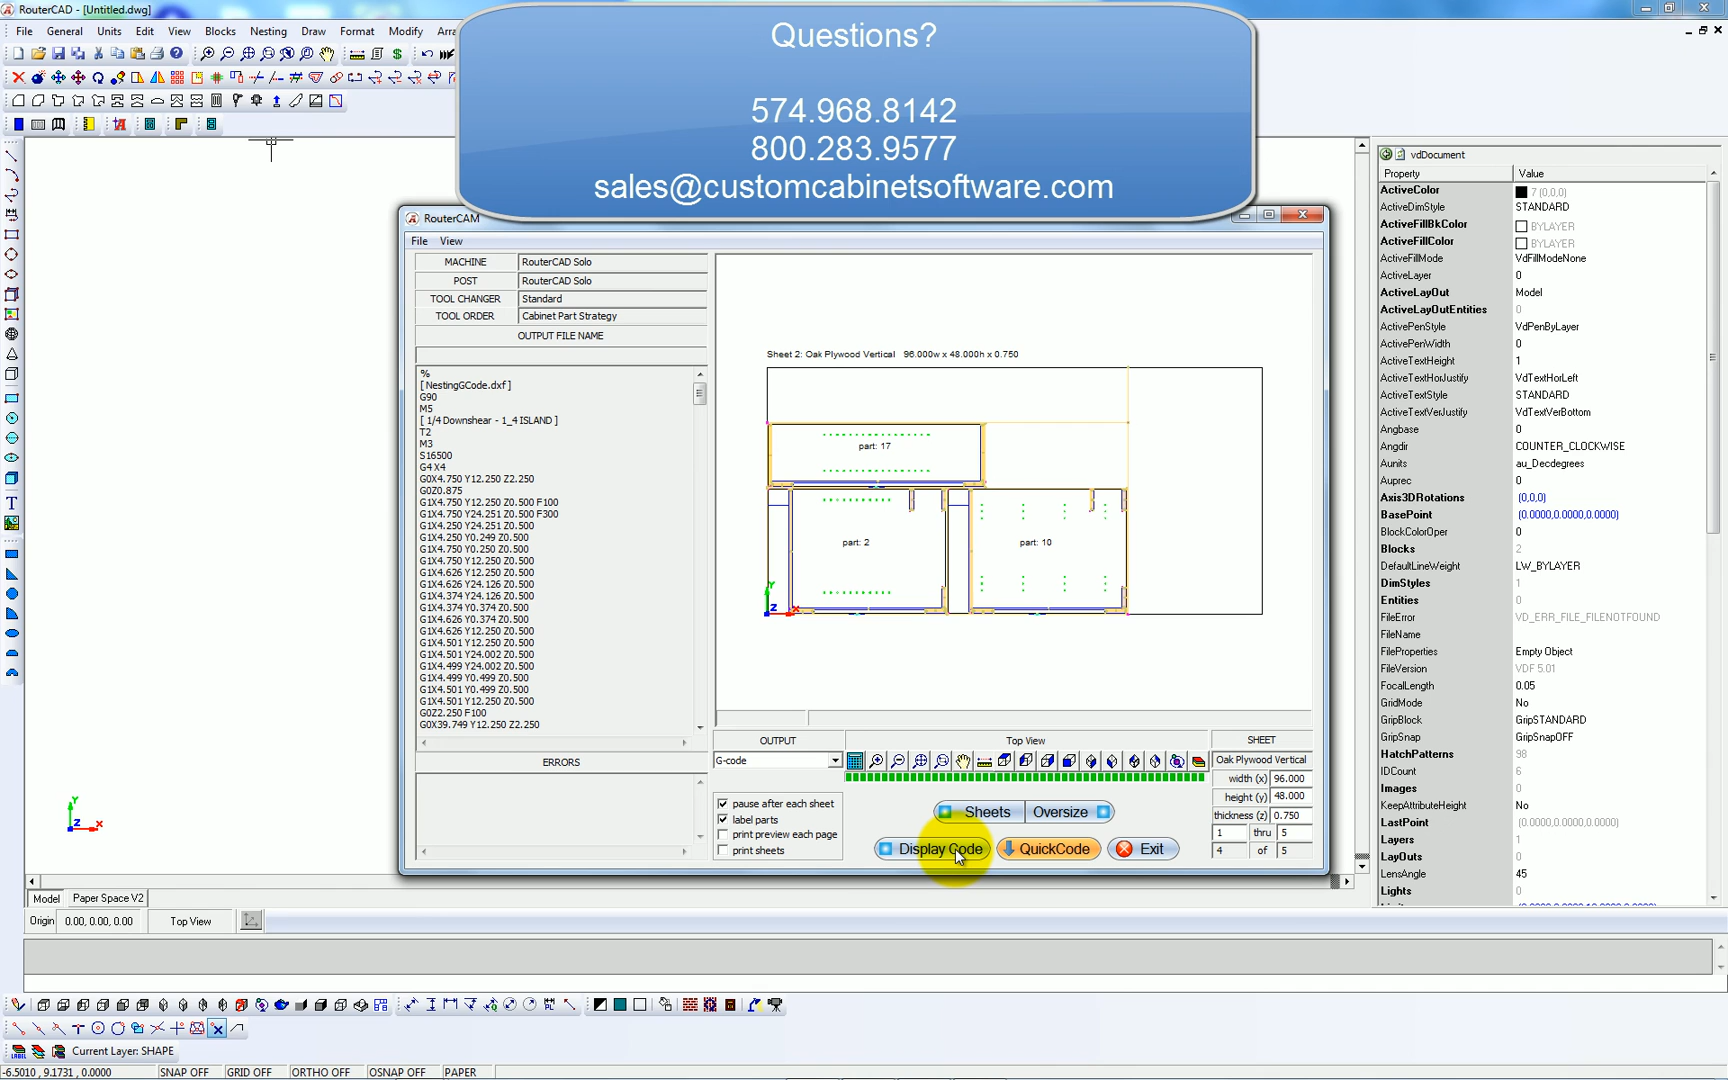 RouterCAD - [Untitled.dwg]
File General Units Edit View Blocks Nesting Draw Format Modify Arra
Questions?
574.968.8142
800.283.9577
sales@customcabinetsoftware.com
RouterCAM
File View
MACHINE RouterCAD Solo
POST RouterCAD Solo
TOOL CHANGER Standard
TOOL ORDER Cabinet Part Strategy
OUTPUT FILE NAME
%
[ NestingGCode.dxf ]
G90
M5
[ 1/4 Downshear - 1_4 ISLAND ]
T2
M3
S16500
G4 X4
G0X4.750 Y12.250 Z2.250
G0Z0.875
G1X4.750 Y12.250 Z0.500 F100
G1X4.750 Y24.251 Z0.500 F300
G1X4.250 Y24.251 Z0.500
G1X4.250 Y0.249 Z0.500
G1X4.750 Y0.250 Z0.500
G1X4.750 Y12.250 Z0.500
G1X4.626 Y12.250 Z0.500
G1X4.626 Y24.126 Z0.500
G1X4.374 Y24.126 Z0.500
G1X4.374 Y0.374 Z0.500
G1X4.626 Y0.374 Z0.500
G1X4.626 Y12.250 Z0.500
G1X4.501 Y12.250 Z0.500
G1X4.501 Y24.002 Z0.500
G1X4.499 Y24.002 Z0.500
G1X4.499 Y0.499 Z0.500
G1X4.501 Y0.499 Z0.500
G1X4.501 Y12.250 Z0.500
G0Z2.250 F100
G0X39.749 Y12.250 Z2.250
ERRORS
Sheet 2: Oak Plywood Vertical 96.000w x 48.000h x 0.750
part: 17
part: 2
part: 10
Y
Z X
OUTPUT
G-code
Top View
SHEET
Oak Plywood Vertical
width (x) 96.000
height (y) 48.000
thickness (z) 0.750
1 thru 5
4 of 5
pause after each sheet
label parts
print preview each page
print sheets
Sheets Oversize
Display Code QuickCode Exit
vdDocument
Property Value
ActiveColor 7 (0,0,0)
ActiveDimStyle STANDARD
ActiveFillBkColor BYLAYER
ActiveFillColor BYLAYER
ActiveFillMode VdFillModeNone
ActiveLayer 0
ActiveLayOut Model
ActiveLayOutEntities 0
ActivePenStyle VdPenByLayer
ActivePenWidth 0
ActiveTextHeight 1
ActiveTextHorJustify VdTextHorLeft
ActiveTextStyle STANDARD
ActiveTextVerJustify VdTextVerBottom
Angbase 0
Angdir COUNTER_CLOCKWISE
Aunits au_Decdegrees
Auprec 0
Axis3DRotations (0,0,0)
BasePoint (0.0000,0.0000,0.0000)
BlockColorOper 0
Blocks 2
DefaultLineWeight LW_BYLAYER
DimStyles 1
Entities 0
FileError VD_ERR_FILE_FILENOTFOUND
FileName
FileProperties Empty Object
FileVersion VDF 5.01
FocalLength 0.05
GridMode No
GripBlock GripSTANDARD
GripSnap GripSnapOFF
HatchPatterns 98
IDCount 6
Images 0
KeepAttributeHeight No
LastPoint (0.0000,0.0000,0.0000)
Layers 1
LayOuts 0
LensAngle 45
Lights 0
Y
Z X
Model Paper Space V2
Origin 0.00, 0.00, 0.00 Top View
Current Layer: SHAPE
-6.5010 , 9.1731 , 0.0000 SNAP OFF GRID OFF ORTHO OFF OSNAP OFF PAPER